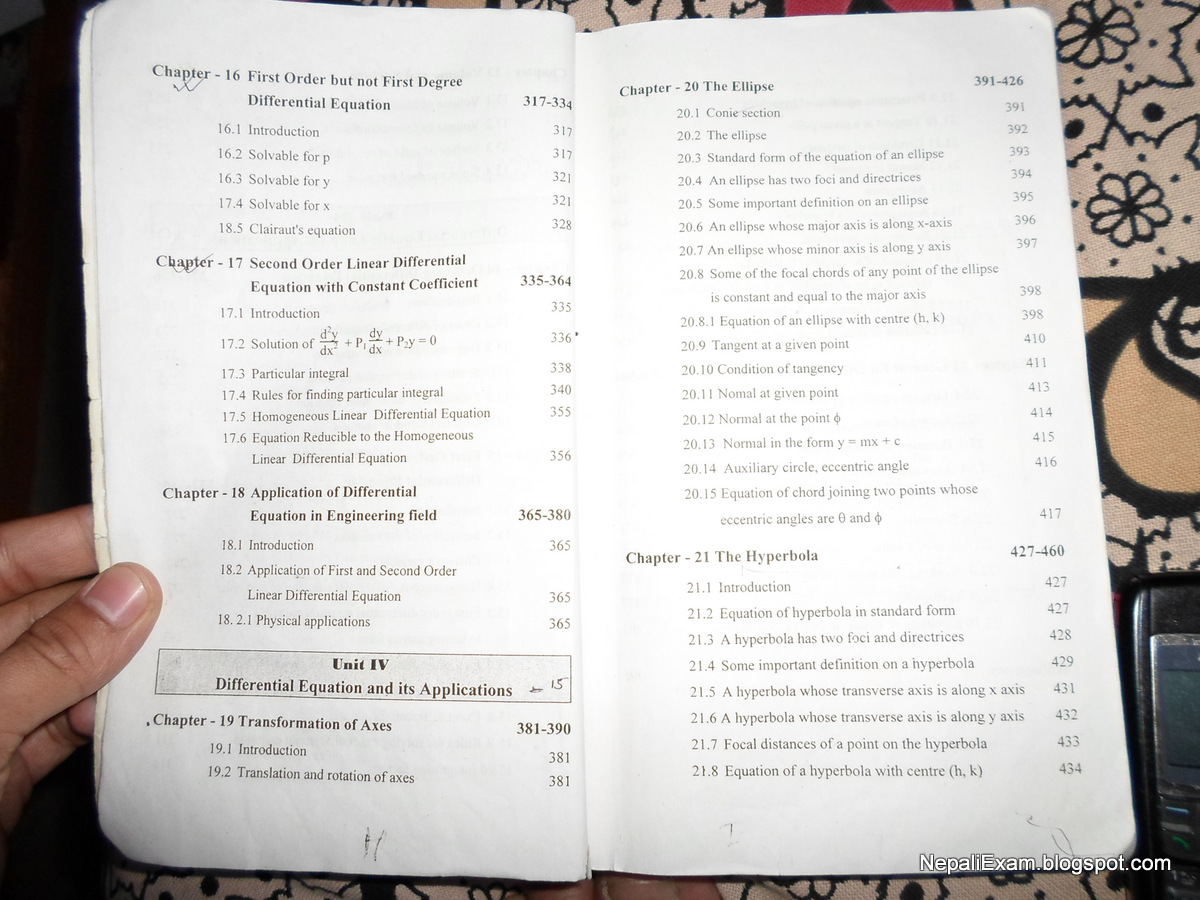 Chapter - 16 First Order but not First Degree
Differential Equation 317-334
16.1 Introduction 317
16.2 Solvable for p 317
16.3 Solvable for y 321
17.4 Solvable for x 321
18.5 Clairaut's equation 328
Chapter - 17 Second Order Linear Differential
Equation with Constant Coefficient 335-364
17.1 Introduction 335
17.2 Solution of d²y/dx² + P₁ dy/dx + P₂y = 0 336
17.3 Particular integral 338
17.4 Rules for finding particular integral 340
17.5 Homogeneous Linear Differential Equation 355
17.6 Equation Reducible to the Homogeneous
Linear Differential Equation 356
Chapter - 18 Application of Differential
Equation in Engineering field 365-380
18.1 Introduction 365
18.2 Application of First and Second Order
Linear Differential Equation 365
18. 2.1 Physical applications 365
Unit IV
Differential Equation and its Applications 15
Chapter - 19 Transformation of Axes 381-390
19.1 Introduction 381
19.2 Translation and rotation of axes 381
Chapter - 20 The Ellipse 391-426
20.1 Conie section 391
20.2 The ellipse 392
20.3 Standard form of the equation of an ellipse 393
20.4 An ellipse has two foci and directrices 394
20.5 Some important definition on an ellipse 395
20.6 An ellipse whose major axis is along x-axis 396
20.7 An ellipse whose minor axis is along y axis 397
20.8 Some of the focal chords of any point of the ellipse
is constant and equal to the major axis 398
20.8.1 Equation of an ellipse with centre (h, k) 398
20.9 Tangent at a given point 410
20.10 Condition of tangency 411
20.11 Nomal at given point 413
20.12 Normal at the point ϕ 414
20.13 Normal in the form y = mx + c 415
20.14 Auxiliary circle, eccentric angle 416
20.15 Equation of chord joining two points whose
eccentric angles are θ and ϕ 417
Chapter - 21 The Hyperbola 427-460
21.1 Introduction 427
21.2 Equation of hyperbola in standard form 427
21.3 A hyperbola has two foci and directrices 428
21.4 Some important definition on a hyperbola 429
21.5 A hyperbola whose transverse axis is along x axis 431
21.6 A hyperbola whose transverse axis is along y axis 432
21.7 Focal distances of a point on the hyperbola 433
21.8 Equation of a hyperbola with centre (h, k) 434
NepaliExam.blogspot.com